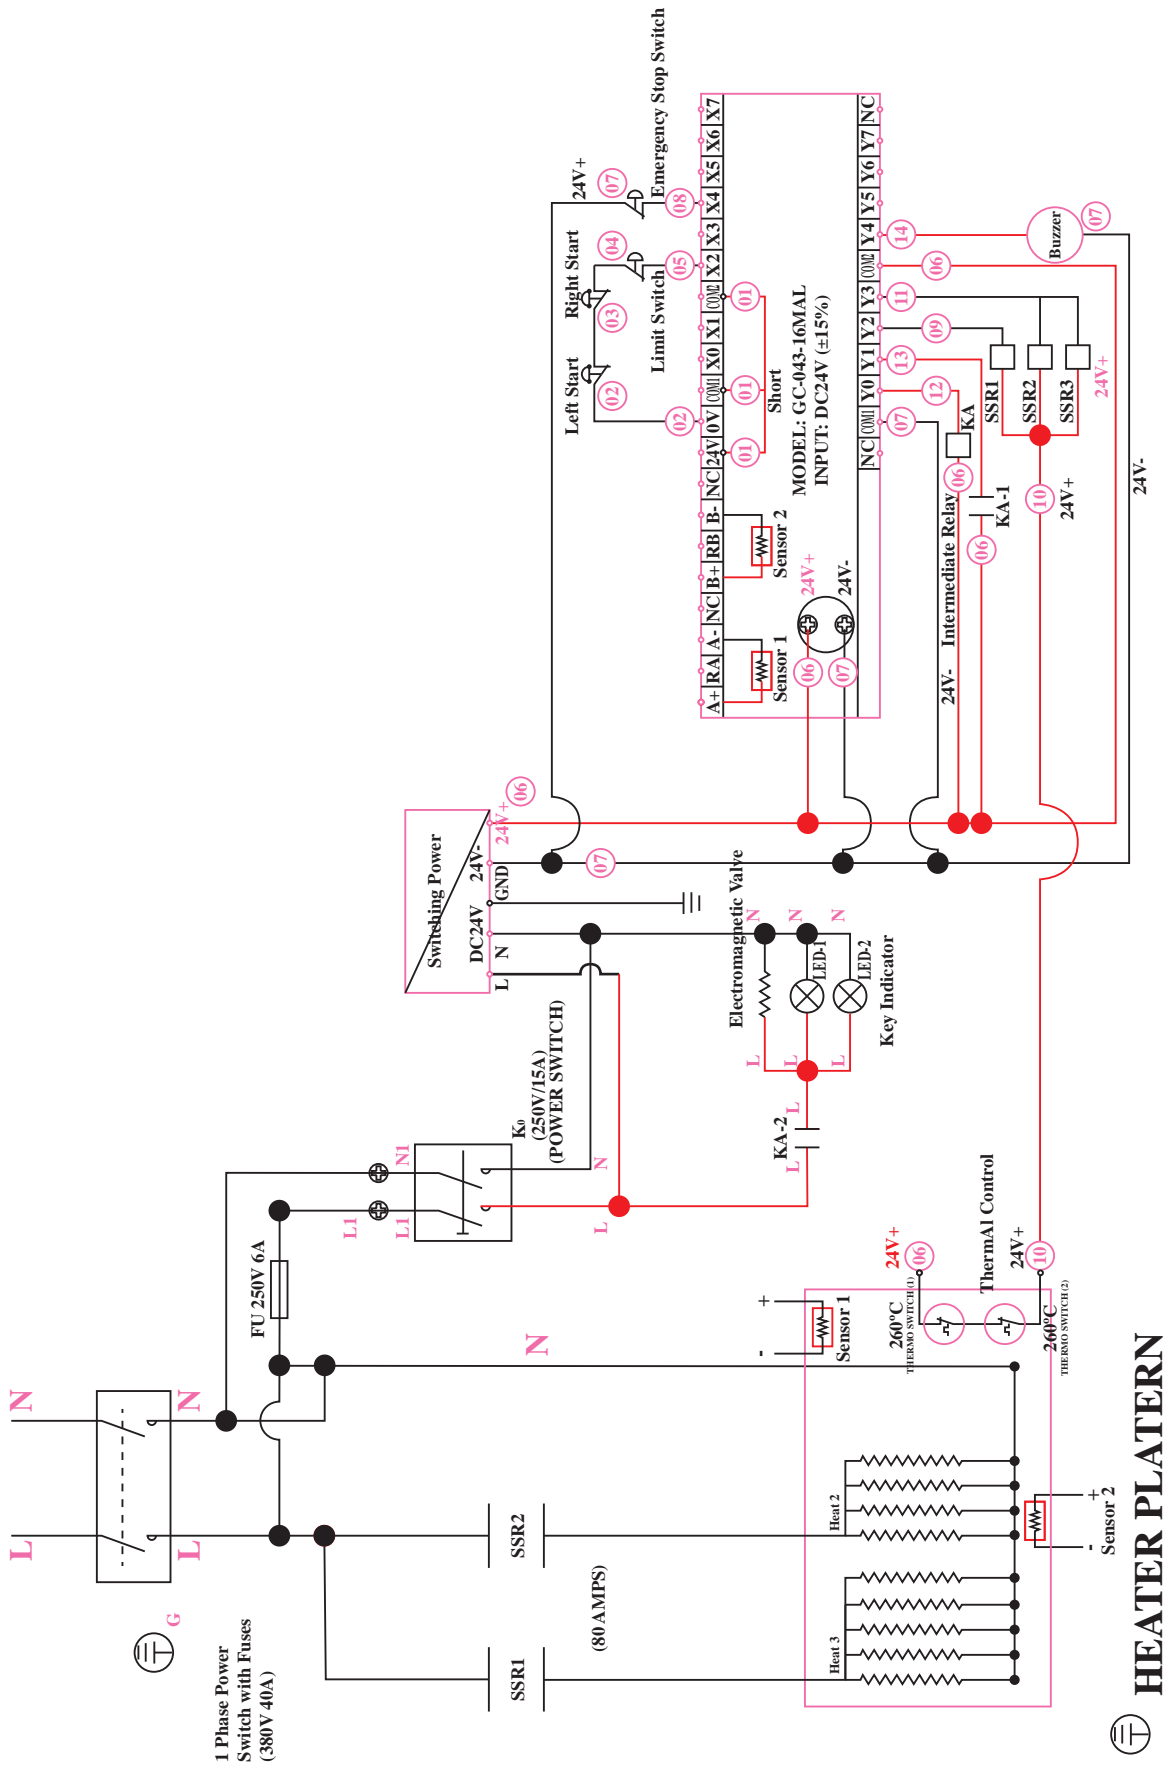 HEATER PLATERN
1 Phase Power
Switch with Fuses
(380V 40A)
G
L
N
L
N
FU 250V 6A
L1
L1
N1
K₀
(250V/15A)
(POWER SWITCH)
N
L
N
SSR1
SSR2
(80 AMPS)
Heat 3
Heat 2
-
+
Sensor 1
-
+
Sensor 2
24V+
06
260ºC
THERMO SWITCH (1)
ThermAl Control
24V+
10
260ºC
THERMO SWITCH (2)
Switching Power
DC24V
24V-
24V+
06
L
N
GND
07
KA-2
L
L
Electromagnetic Valve
L
L
L
N
N
N
LED-1
LED-2
Key Indicator
Left Start
Right Start
24V+
02
03
04
07
Limit Switch
Emergency Stop Switch
02
05
08
A+
RA
A-
NC
B+
RB
B-
NC
24V
0V
COM1
X0
X1
COM2
X2
X3
X4
X5
X6
X7
Sensor 1
Sensor 2
01
01
01
Short
MODEL: GC-043-16MAL
INPUT: DC24V (±15%)
24V+
24V-
06
07
NC
COM1
Y0
Y1
Y2
Y3
COM2
Y4
Y5
Y6
Y7
NC
07
12
13
09
11
06
14
24V-
Intermediate Relay
06
KA
KA-1
06
SSR1
SSR2
SSR3
24V+
10
24V+
Buzzer
07
24V-